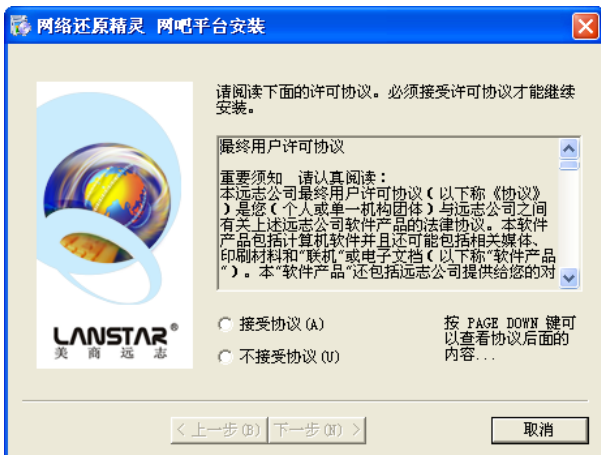 网络还原精灵 网吧平台安装
请阅读下面的许可协议。必须接受许可协议才能继续
安装。
最终用户许可协议
重要须知 请认真阅读：
本远志公司最终用户许可协议（以下称《协议》
）是您（个人或单一机构团体）与远志公司之间
有关上述远志公司软件产品的法律协议。本软件
产品包括计算机软件并且还可能包括相关媒体、
印刷材料和“联机”或电子文档（以下称“软件产品
”）。本“软件产品”还包括远志公司提供给您的对
LANSTAR®
美商远志
接受协议(A)
不接受协议(U)
按 PAGE DOWN 键可
以查看协议后面的
内容...
< 上一步(B)
下一步(N) >
取消